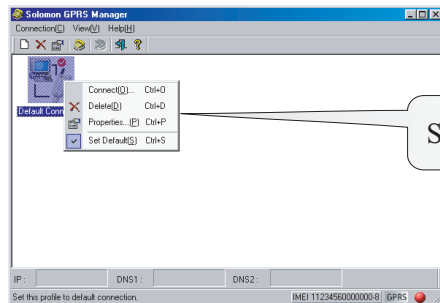 Solomon GPRS Manager
Connection(C) View(V) Help(H)
Default Conn
Connect(O)... Ctrl+O
Delete(D) Ctrl+D
Properties...(P) Ctrl+P
Set Default(S) Ctrl+S
S
IP : DNS1 : DNS2 :
Set this profile to default connection. IMEI 11234560000000-8 GPRS